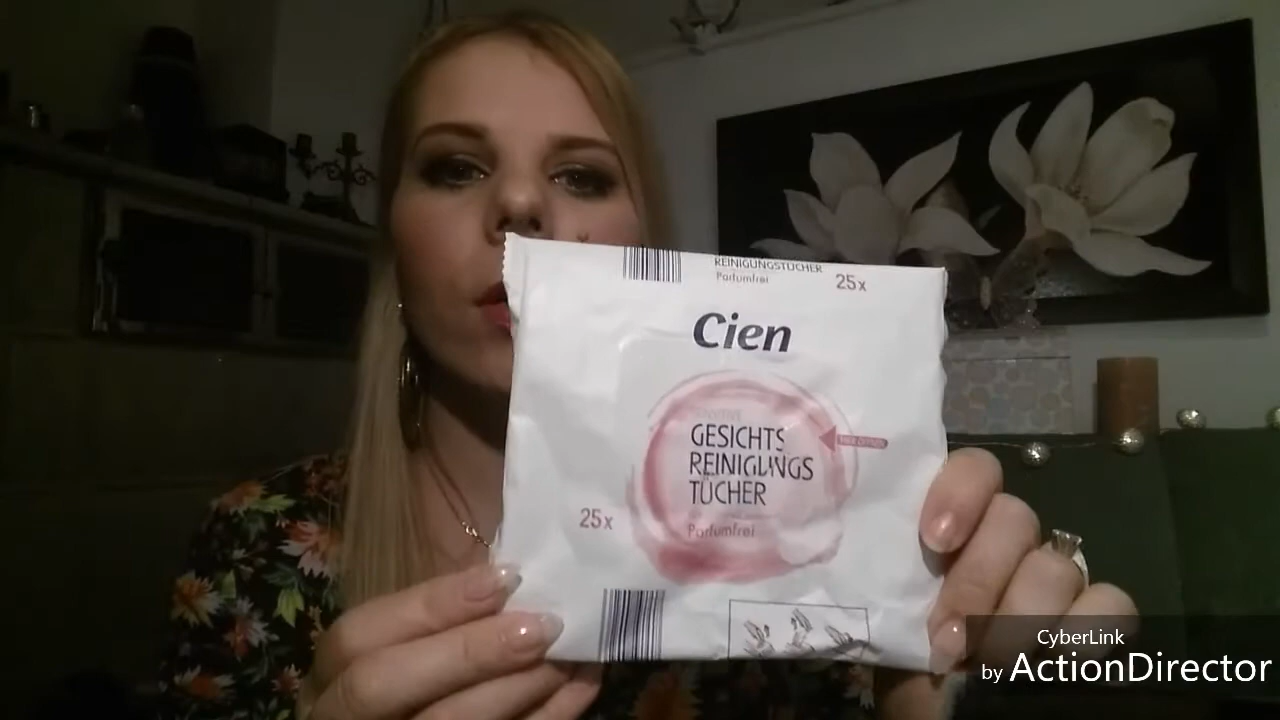 REINIGUNGSTÜCHER
Parfumfrei
25x
Cien
GESICHTS
REINIGUNGS
TÜCHER
25x
Parfumfrei
CyberLink
by ActionDirector